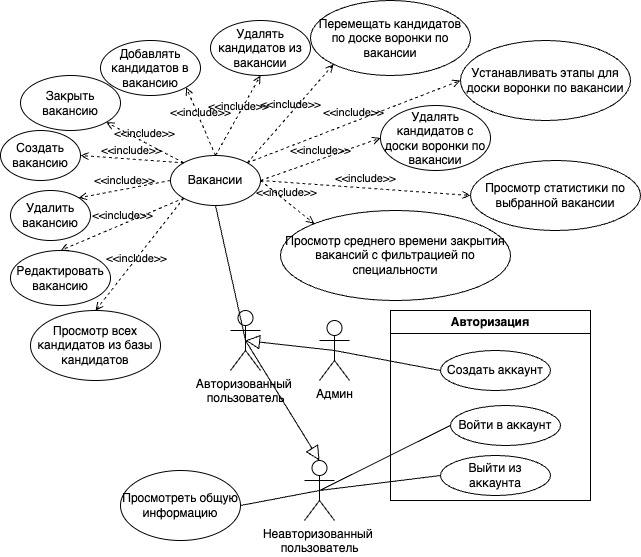 Удалять
кандидатов из
вакансии
Перемещать кандидатов
по доске воронки по
вакансии
Добавлять
кандидатов в
вакансию
Устанавливать этапы для
доски воронки по вакансии
Закрыть
вакансию
<<include>>
<<include>>
<<include>>
<<include>>
Удалять
кандидатов с
доски воронки по
вакансии
<<include>>
<<include>>
Создать
вакансию
<<include>>
Вакансии
<<include>>
<<include>>
Просмотр статистики по
выбранной вакансии
Удалить
вакансию
<<include>>
<<include>>
Просмотр среднего времени закрытия
вакансий с фильтрацией по
специальности
<<include>>
Редактировать
вакансию
Просмотр всех
кандидатов из базы
кандидатов
Авторизация
Авторизованный
пользователь
Админ
Создать аккаунт
Войти в аккаунт
Выйти из
аккаунта
Просмотреть общую
информацию
Неавторизованный
пользователь